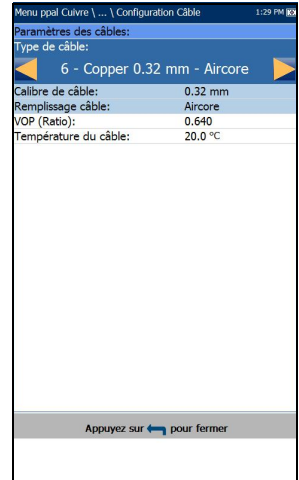 Menu ppal Cuivre \ ... \ Configuration Câble 1:29 PM
Paramètres des câbles:
Type de câble:
6 - Copper 0.32 mm - Aircore
Calibre de câble: 0.32 mm
Remplissage câble: Aircore
VOP (Ratio): 0.640
Température du câble: 20.0 °C
Appuyez sur pour fermer